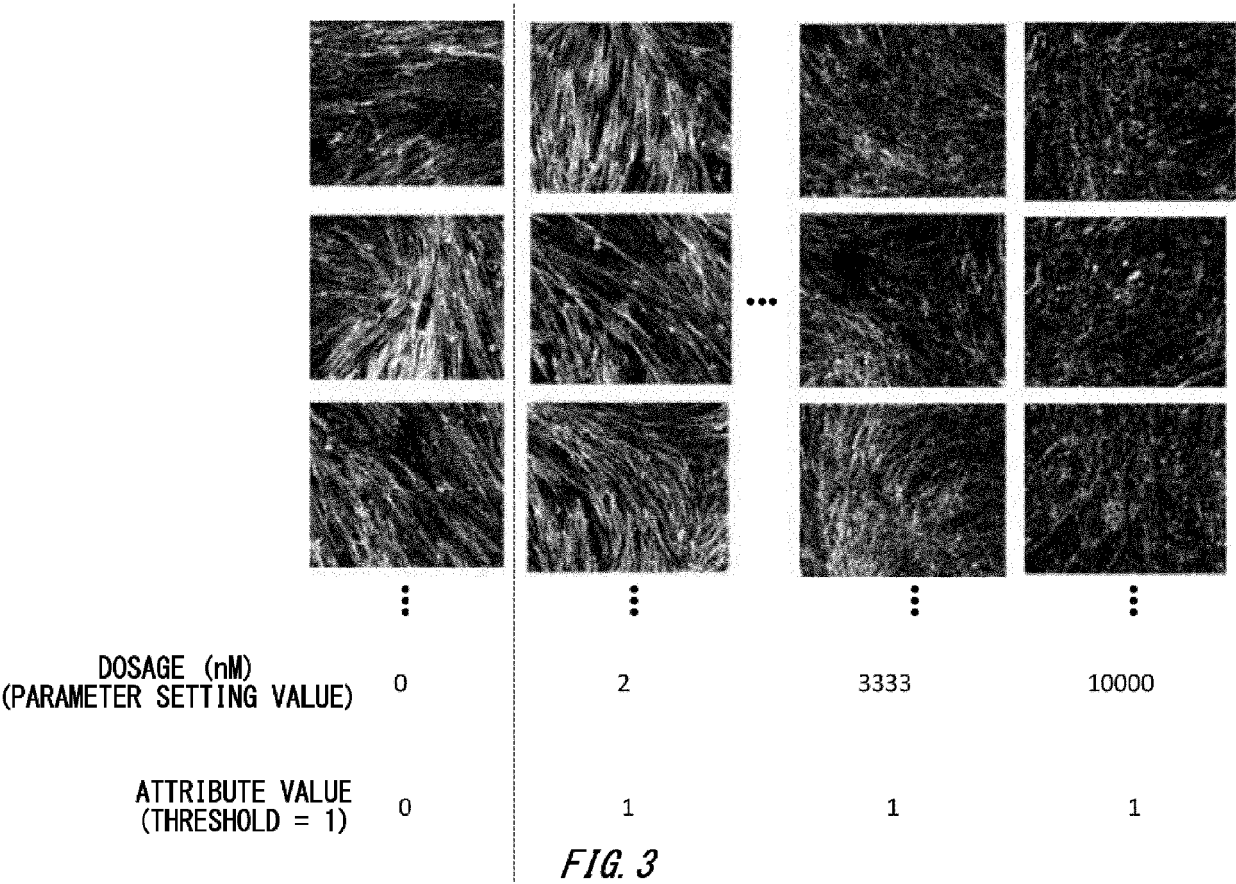 DOSAGE (nM)
(PARAMETER SETTING VALUE) 0 2 3333 10000
ATTRIBUTE VALUE
(THRESHOLD = 1) 0 1 1 1
FIG. 3